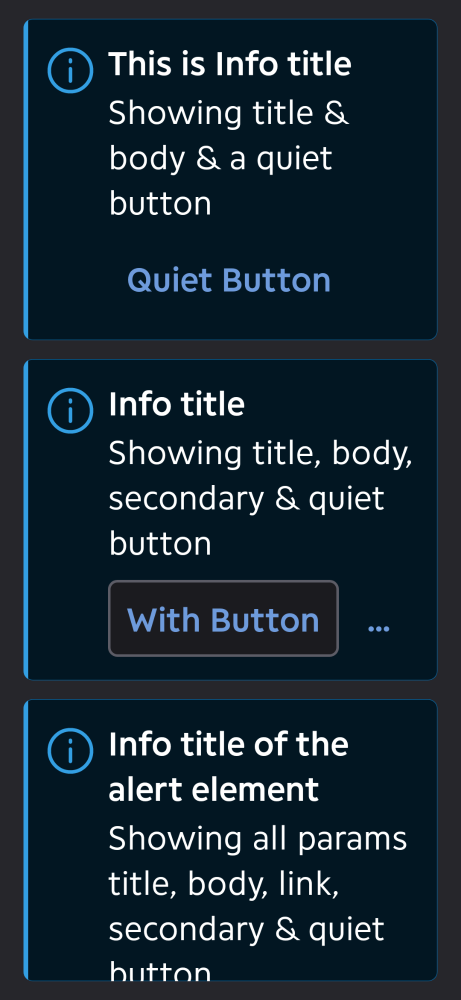 This is Info title
Showing title &
body & a quiet
button
Quiet Button
Info title
Showing title, body,
secondary & quiet
button
With Button
...
Info title of the
alert element
Showing all params
title, body, link,
secondary & quiet
button